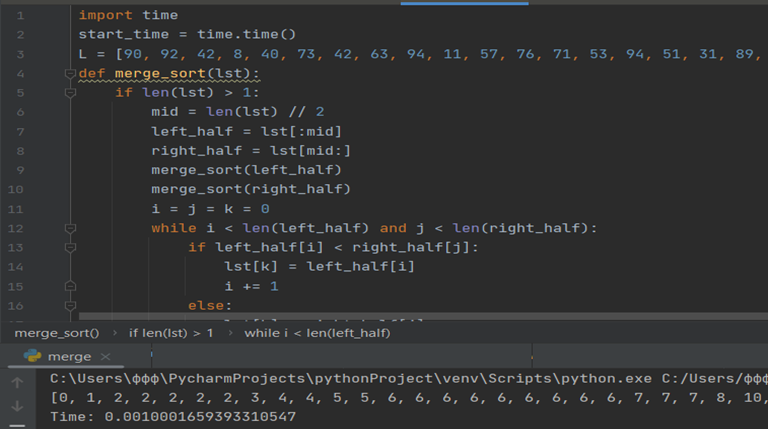 1 import time
2 start_time = time.time()
3 L = [90, 92, 42, 8, 40, 73, 42, 63, 94, 11, 57, 76, 71, 53, 94, 51, 31, 89,
4 def merge_sort(lst):
5 if len(lst) > 1:
6 mid = len(lst) // 2
7 left_half = lst[:mid]
8 right_half = lst[mid:]
9 merge_sort(left_half)
10 merge_sort(right_half)
11 i = j = k = 0
12 while i < len(left_half) and j < len(right_half):
13 if left_half[i] < right_half[j]:
14 lst[k] = left_half[i]
15 i += 1
16 else:
merge_sort() › if len(lst) > 1 › while i < len(left_half)
merge ×
C:\Users\ффф\PycharmProjects\pythonProject\venv\Scripts\python.exe C:/Users/ффф
[0, 1, 2, 2, 2, 2, 2, 3, 4, 4, 5, 5, 6, 6, 6, 6, 6, 6, 6, 6, 6, 7, 7, 7, 8, 10,
Time: 0.0010001659393310547